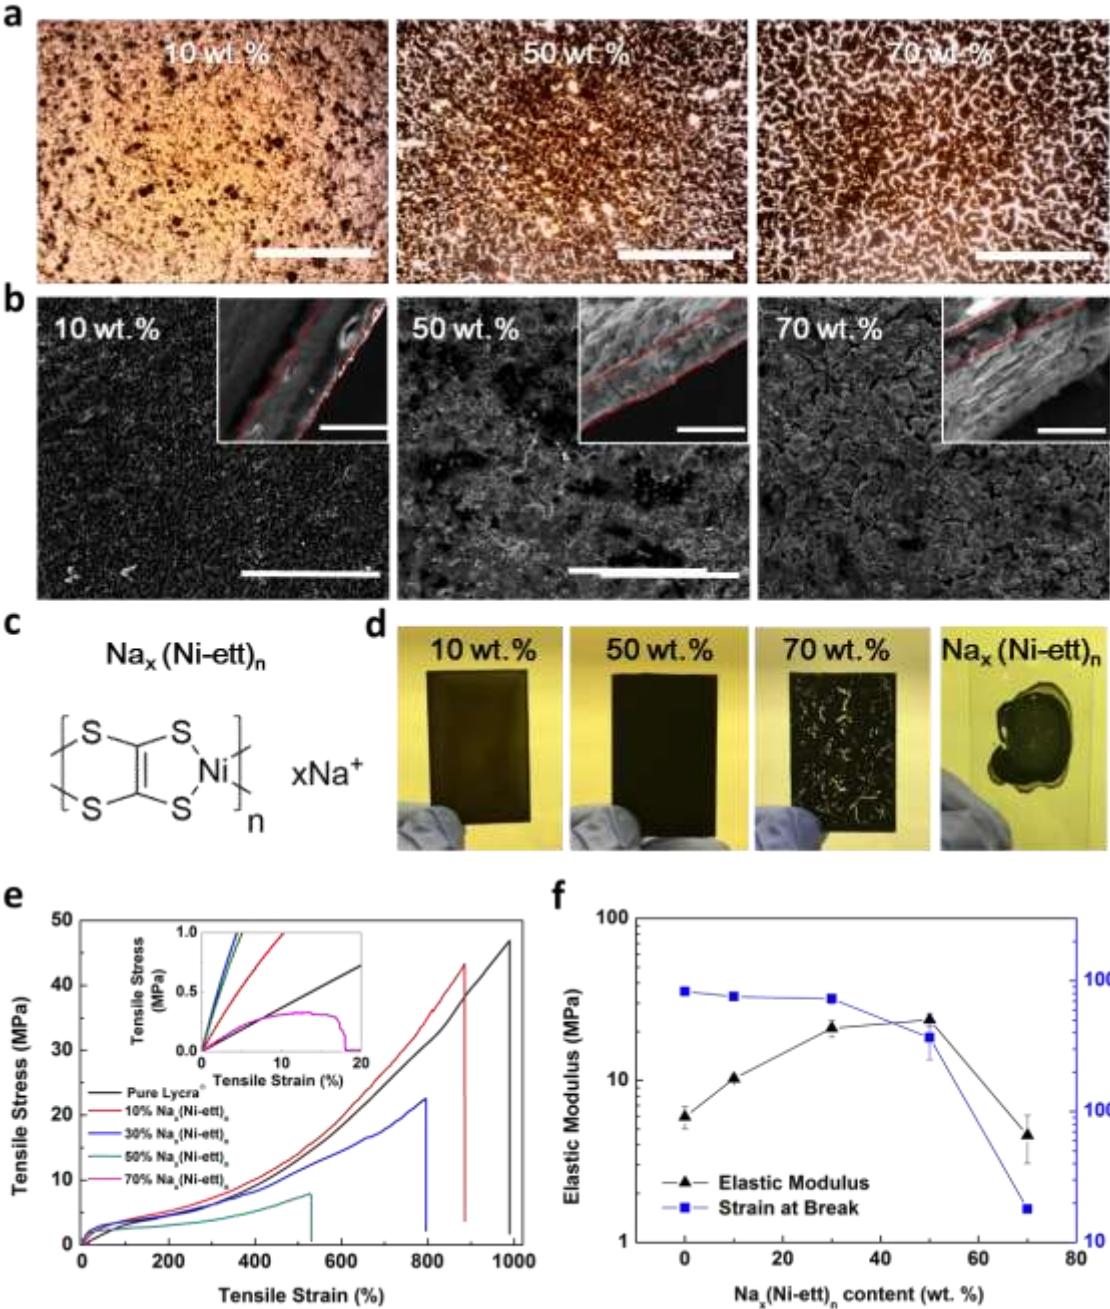 a
10 wt.%
50 wt.%
70 wt.%
b
10 wt.%
50 wt.%
70 wt.%
c
Naₓ (Ni-ett)ₙ
S
S
S
S
Ni
n
xNa⁺
d
10 wt.%
50 wt.%
70 wt.%
Naₓ (Ni-ett)ₙ
e
Tensile Stress (MPa)
50
40
30
20
10
0
0
200
400
600
800
1000
Tensile Strain (%)
Tensile Stress
(MPa)
1.0
0.5
0.0
0
10
20
Tensile Strain (%)
Pure Lycra®
10% Naₓ(Ni-ett)ₙ
30% Naₓ(Ni-ett)ₙ
50% Naₓ(Ni-ett)ₙ
70% Naₓ(Ni-ett)ₙ
f
Elastic Modulus (MPa)
100
10
1
100
100
10
Elastic Modulus
Strain at Break
0
20
40
60
80
Naₓ(Ni-ett)ₙ content (wt. %)